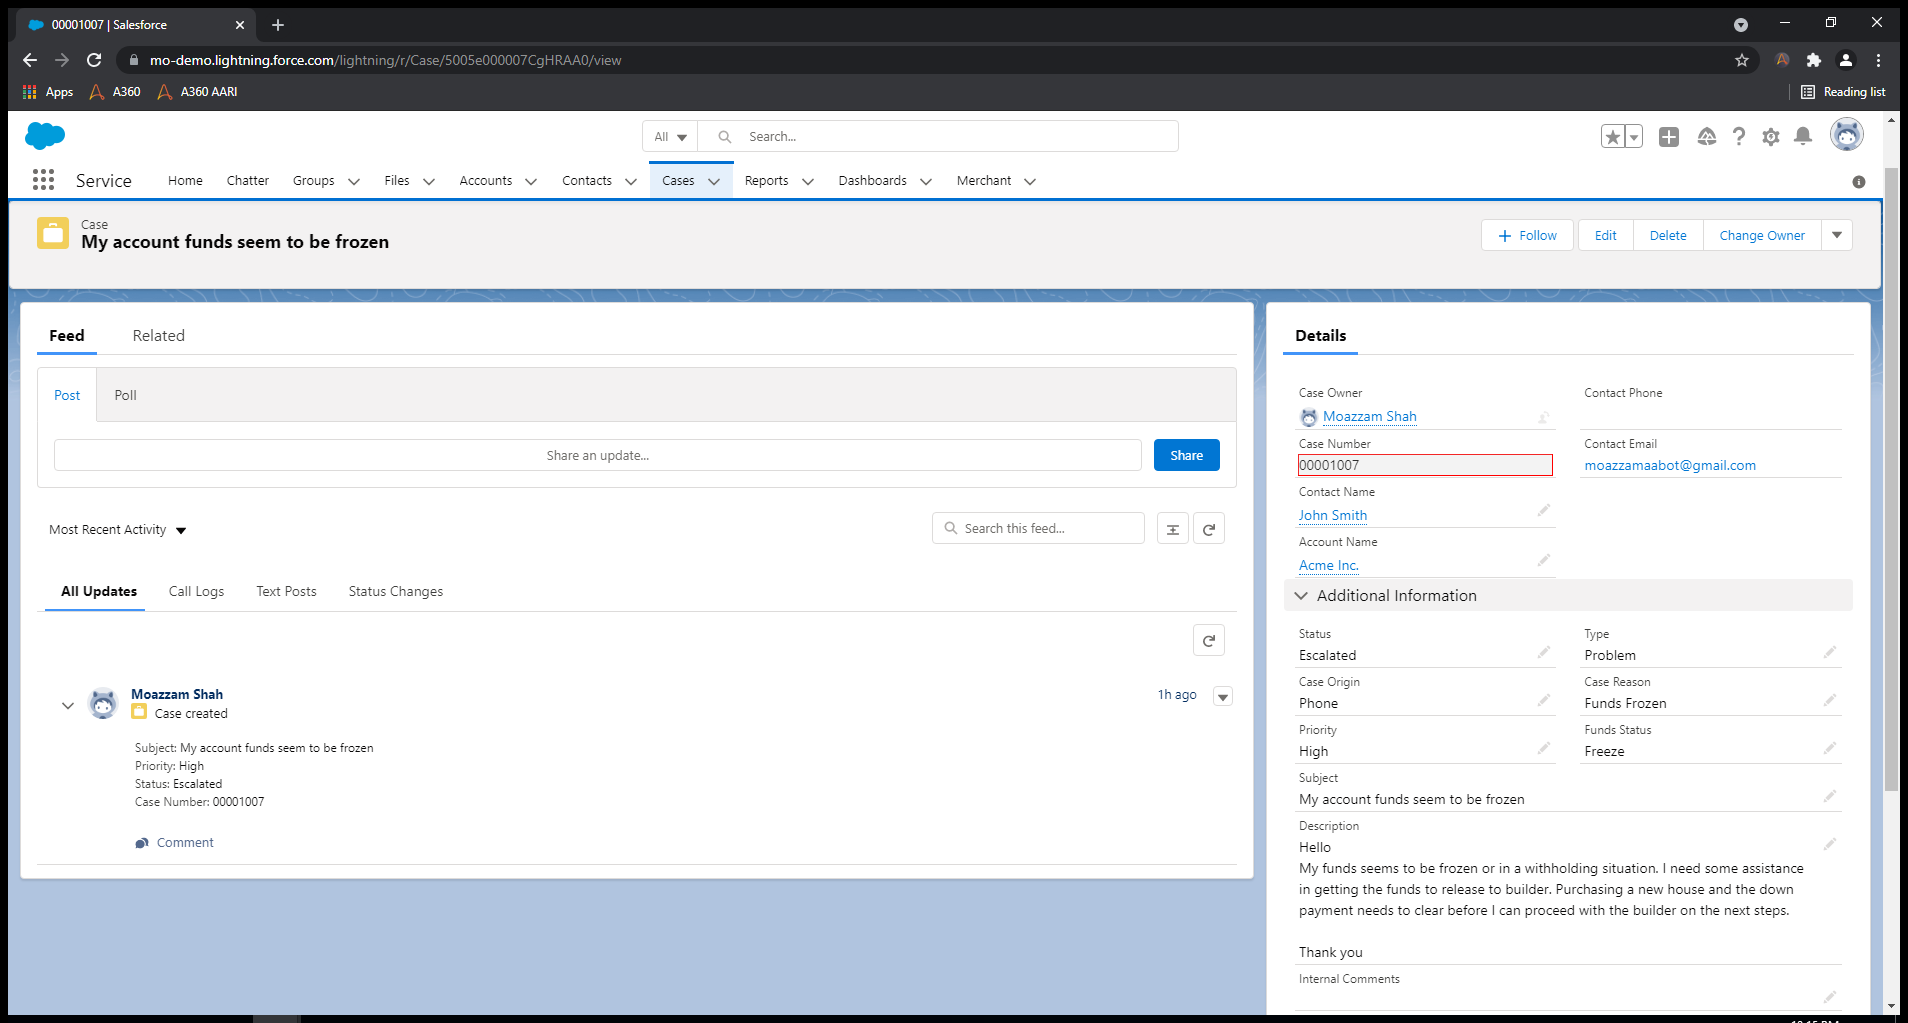 00001007 | Salesforce
mo-demo.lightning.force.com/lightning/r/Case/5005e000007CgHRAA0/view
Apps A360 A360 AARI Reading list
All Search...
Service Home Chatter Groups Files Accounts Contacts Cases Reports Dashboards Merchant
Case
My account funds seem to be frozen
Follow Edit Delete Change Owner
Feed Related
Post Poll
Share an update... Share
Most Recent Activity Search this feed...
All Updates Call Logs Text Posts Status Changes
Moazzam Shah 1h ago
Case created
Subject: My account funds seem to be frozen
Priority: High
Status: Escalated
Case Number: 00001007
Comment
Details
Case Owner Contact Phone
Moazzam Shah
Case Number Contact Email
00001007 moazzamaabot@gmail.com
Contact Name
John Smith
Account Name
Acme Inc.
Additional Information
Status Type
Escalated Problem
Case Origin Case Reason
Phone Funds Frozen
Priority Funds Status
High Freeze
Subject
My account funds seem to be frozen
Description
Hello
My funds seems to be frozen or in a withholding situation. I need some assistance
in getting the funds to release to builder. Purchasing a new house and the down
payment needs to clear before I can proceed with the builder on the next steps.
Thank you
Internal Comments